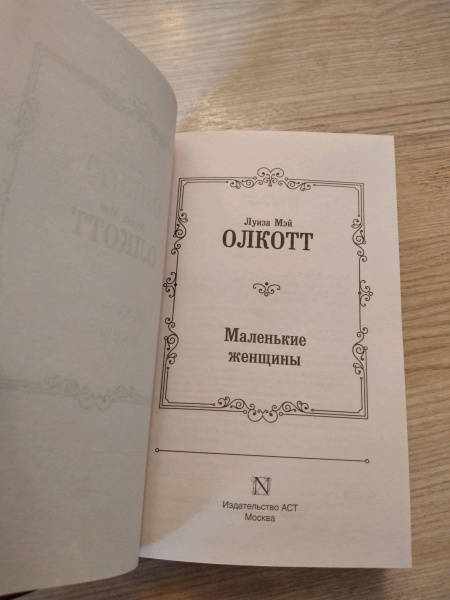 Луиза Мэй
ОЛКОТТ
Маленькие
женщины
N
Издательство АСТ
Москва